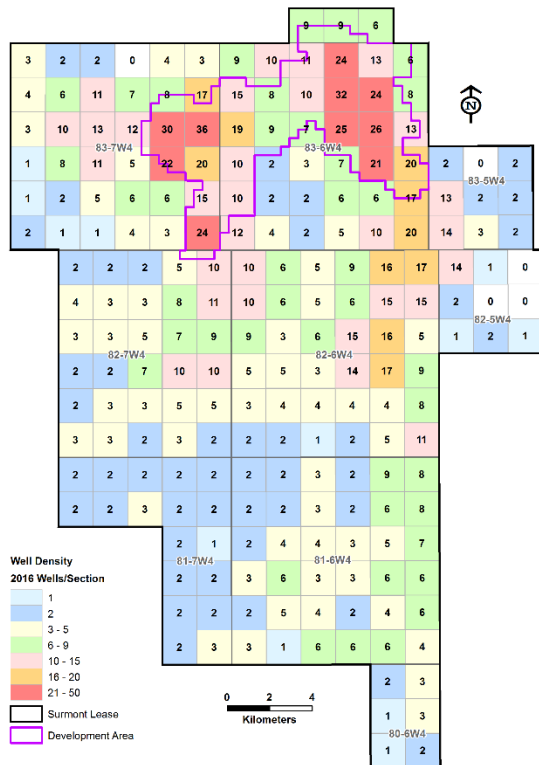 9 9 6
3 2 2 0 4 3 9 10 11 24 13 6
N
4 6 11 7 8 17 15 8 10 32 24 8
3 10 13 12 30 36 19 9 7 25 26 13
83-7W4 83-6W4
1 8 11 5 22 20 10 2 3 7 21 20 2 0 2
83-5W4
1 2 5 6 6 15 10 2 2 6 6 17 13 2 2
2 1 1 4 3 24 12 4 2 5 10 20 14 3 2
2 2 2 5 10 10 6 5 9 16 17 14 1 0
4 3 3 8 11 10 6 5 6 15 15 2 0 0
82-5W4
3 3 5 7 9 9 3 6 15 16 5 1 2 1
82-7W4 82-6W4
2 2 7 10 10 5 5 3 14 17 9
2 3 3 5 5 3 4 4 4 4 8
3 3 2 3 2 2 2 1 2 5 11
2 2 2 2 2 2 2 3 2 9 8
2 2 3 2 2 2 2 3 2 6 8
2 1 2 4 4 3 5 7
81-7W4 81-6W4
2 2 3 6 3 3 6 6
2 2 2 5 4 2 4 6
2 3 3 1 6 6 6 4
2 3
1 3
80-6W4
1 2
Well Density
2016 Wells/Section
1
2
3 - 5
6 - 9
10 - 15
16 - 20
21 - 50
Surmont Lease
Development Area
0 2 4
Kilometers